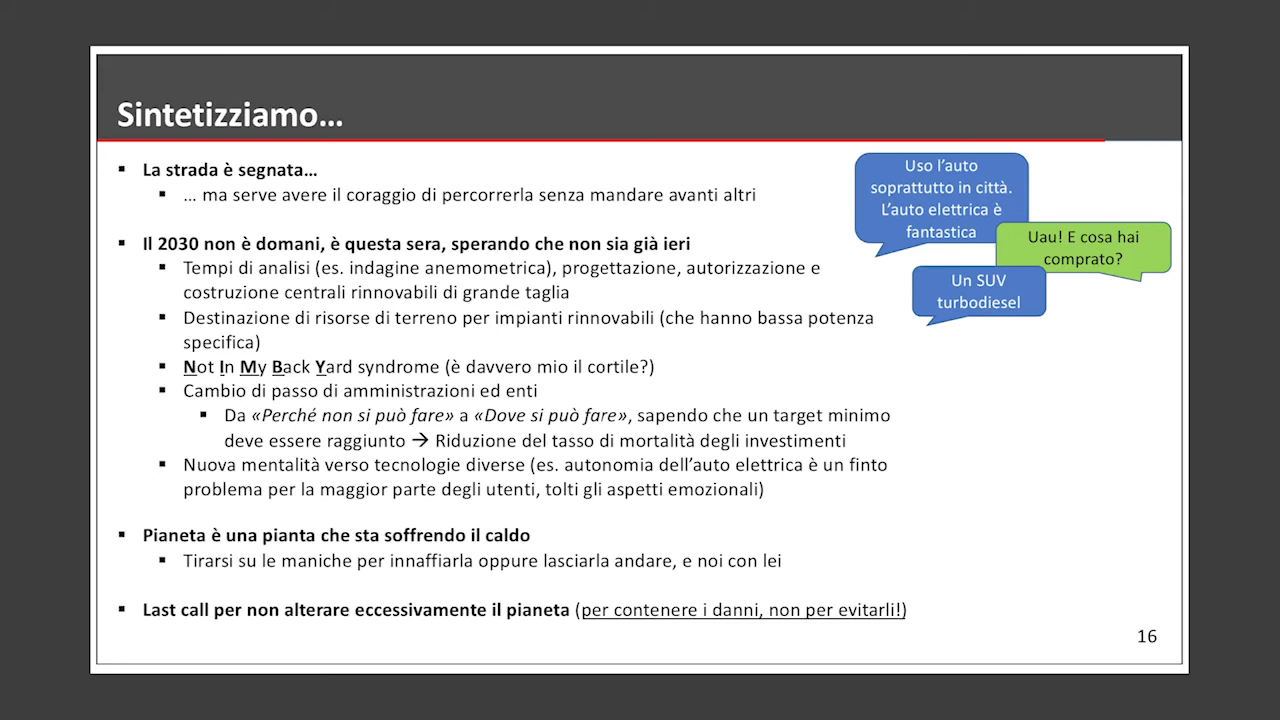 Sintetizziamo…
▪ La strada è segnata…
▪ … ma serve avere il coraggio di percorrerla senza mandare avanti altri
▪ Il 2030 non è domani, è questa sera, sperando che non sia già ieri
▪ Tempi di analisi (es. indagine anemometrica), progettazione, autorizzazione e
costruzione centrali rinnovabili di grande taglia
▪ Destinazione di risorse di terreno per impianti rinnovabili (che hanno bassa potenza
specifica)
▪ Not In My Back Yard syndrome (è davvero mio il cortile?)
▪ Cambio di passo di amministrazioni ed enti
▪ Da «Perché non si può fare» a «Dove si può fare», sapendo che un target minimo
deve essere raggiunto → Riduzione del tasso di mortalità degli investimenti
▪ Nuova mentalità verso tecnologie diverse (es. autonomia dell’auto elettrica è un finto
problema per la maggior parte degli utenti, tolti gli aspetti emozionali)
▪ Pianeta è una pianta che sta soffrendo il caldo
▪ Tirarsi su le maniche per innaffiarla oppure lasciarla andare, e noi con lei
▪ Last call per non alterare eccessivamente il pianeta (per contenere i danni, non per evitarli!)
Uso l’auto
soprattutto in città.
L’auto elettrica è
fantastica
Uau! E cosa hai
comprato?
Un SUV
turbodiesel
16